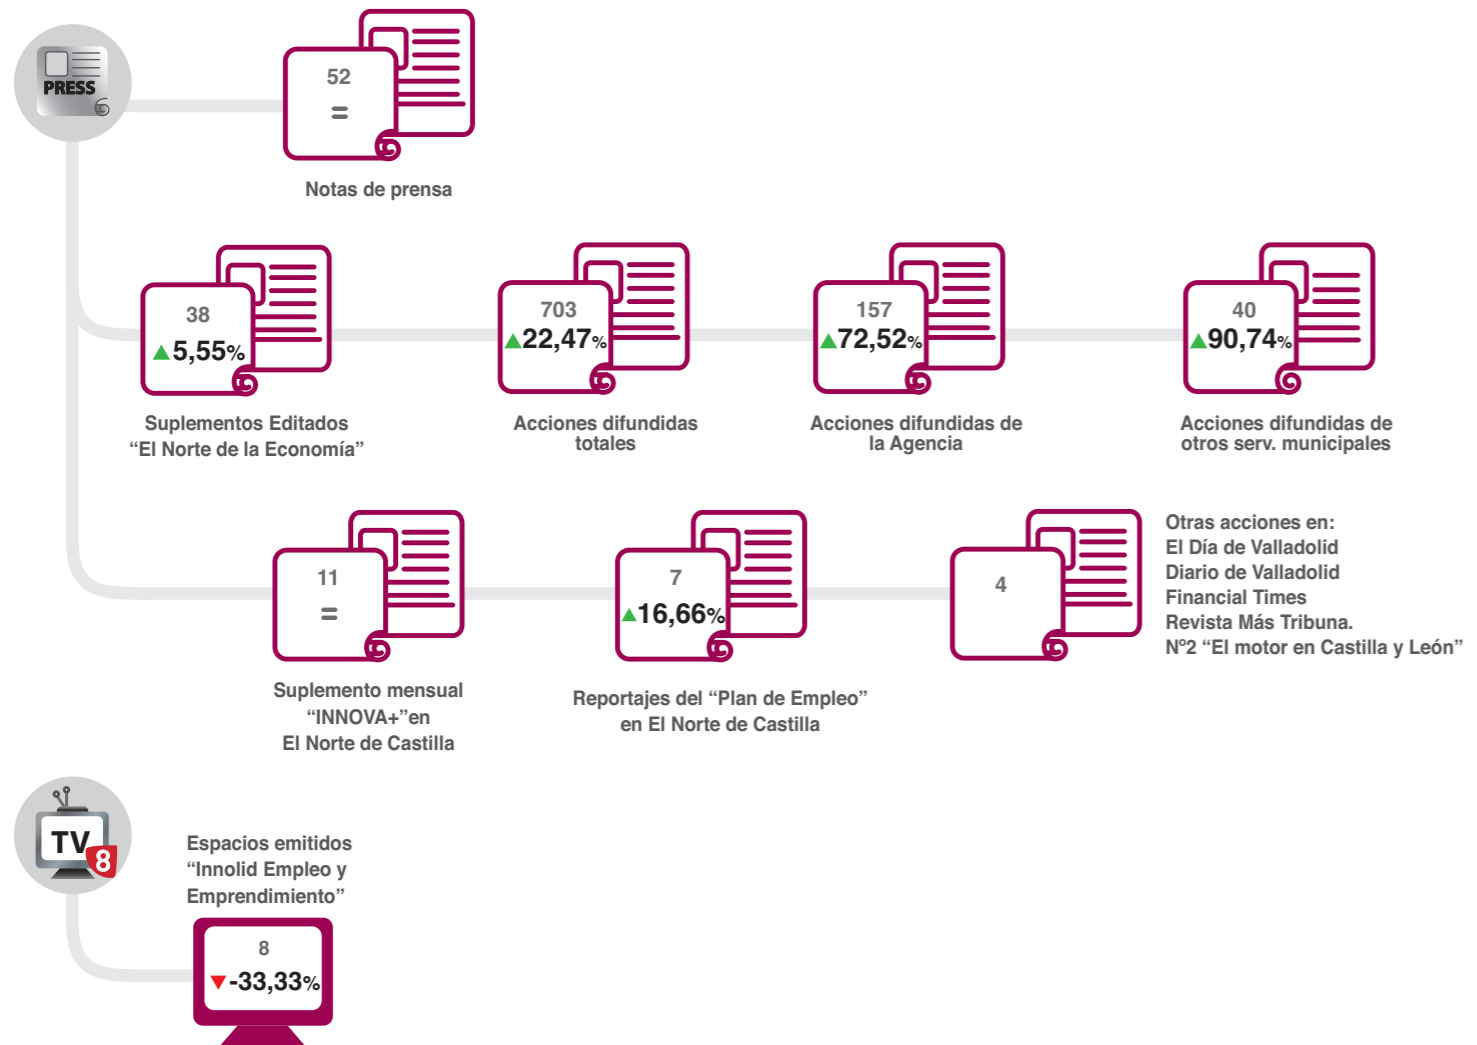 PRESS
52
=
Notas de prensa
38
▲5,55%
Suplementos Editados
“El Norte de la Economía”
703
▲22,47%
Acciones difundidas
totales
157
▲72,52%
Acciones difundidas de
la Agencia
40
▲90,74%
Acciones difundidas de
otros serv. municipales
11
=
Suplemento mensual
“INNOVA+”en
El Norte de Castilla
7
▲16,66%
Reportajes del “Plan de Empleo”
en El Norte de Castilla
4
Otras acciones en:
El Día de Valladolid
Diario de Valladolid
Financial Times
Revista Más Tribuna.
Nº2 “El motor en Castilla y León”
TV
8
Espacios emitidos
“Innolid Empleo y
Emprendimiento”
8
▼-33,33%